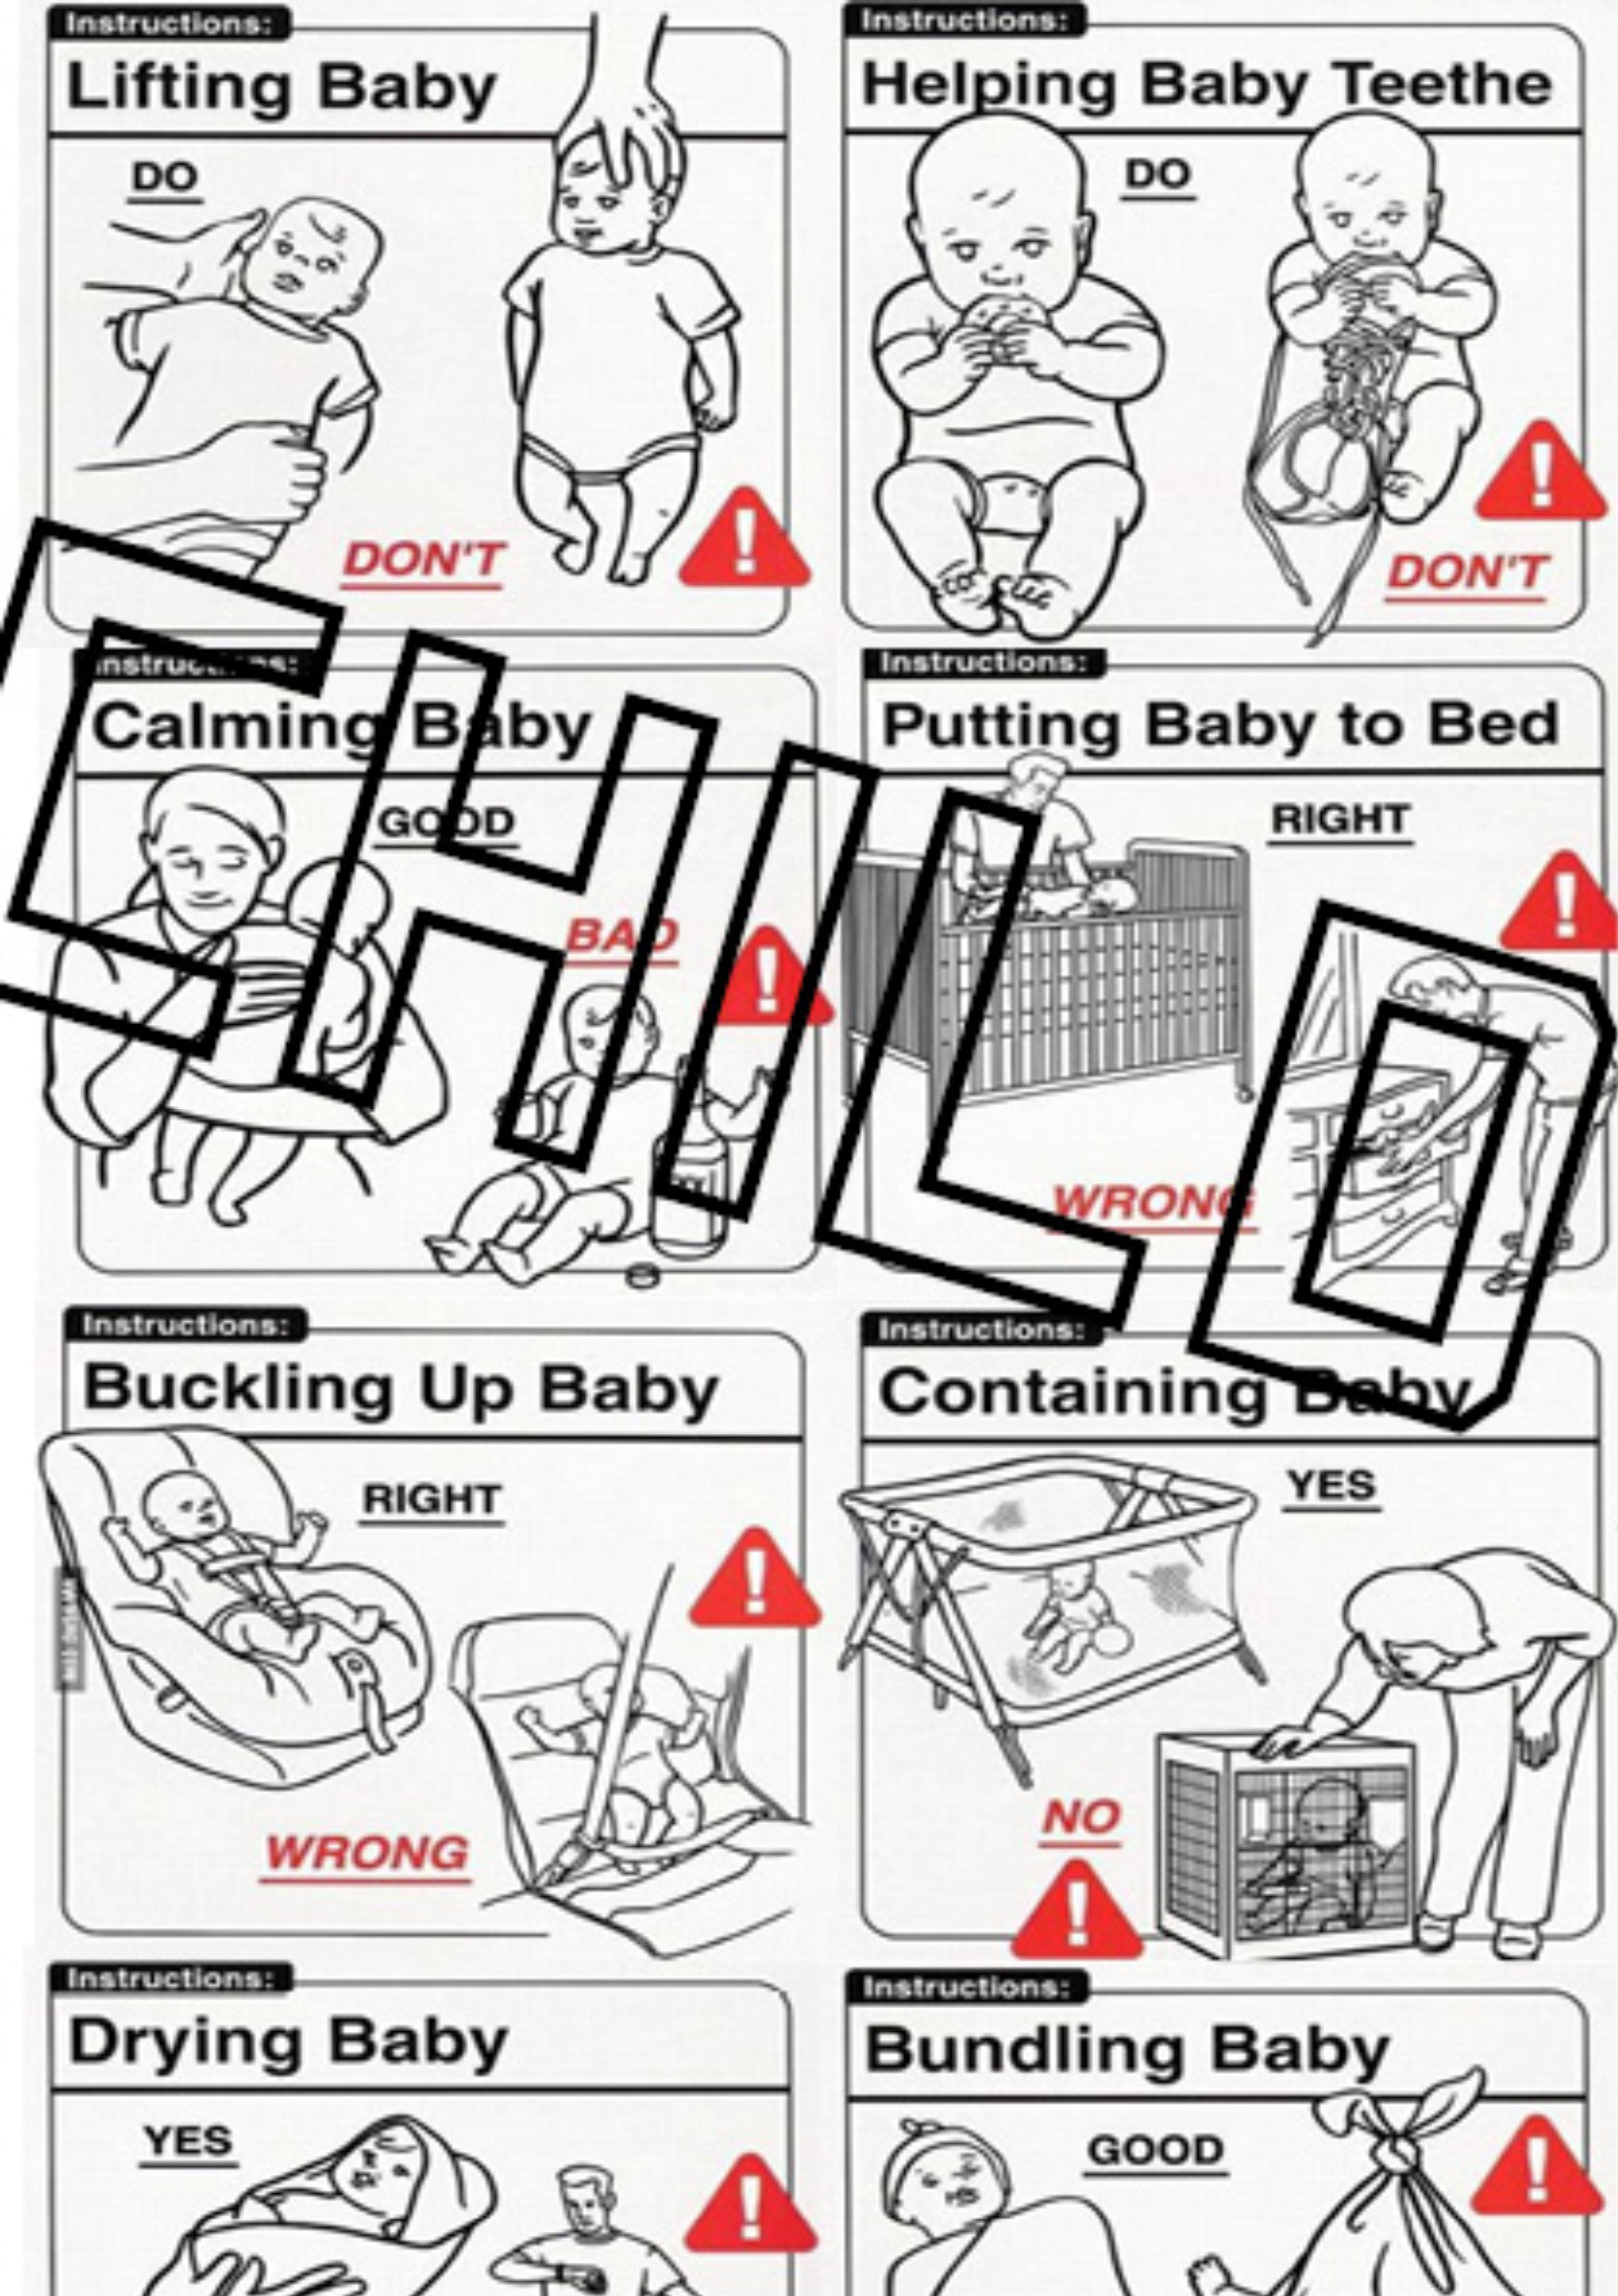 Instructions:
Lifting Baby
DO
DON'T
Instructions:
Helping Baby Teethe
DO
DON'T
Instructions:
Calming Baby
GOOD
BAD
Instructions:
Putting Baby to Bed
RIGHT
WRONG
CHILD
Instructions:
Buckling Up Baby
RIGHT
WRONG
Instructions:
Containing Baby
YES
NO
Instructions:
Drying Baby
YES
Instructions:
Bundling Baby
GOOD